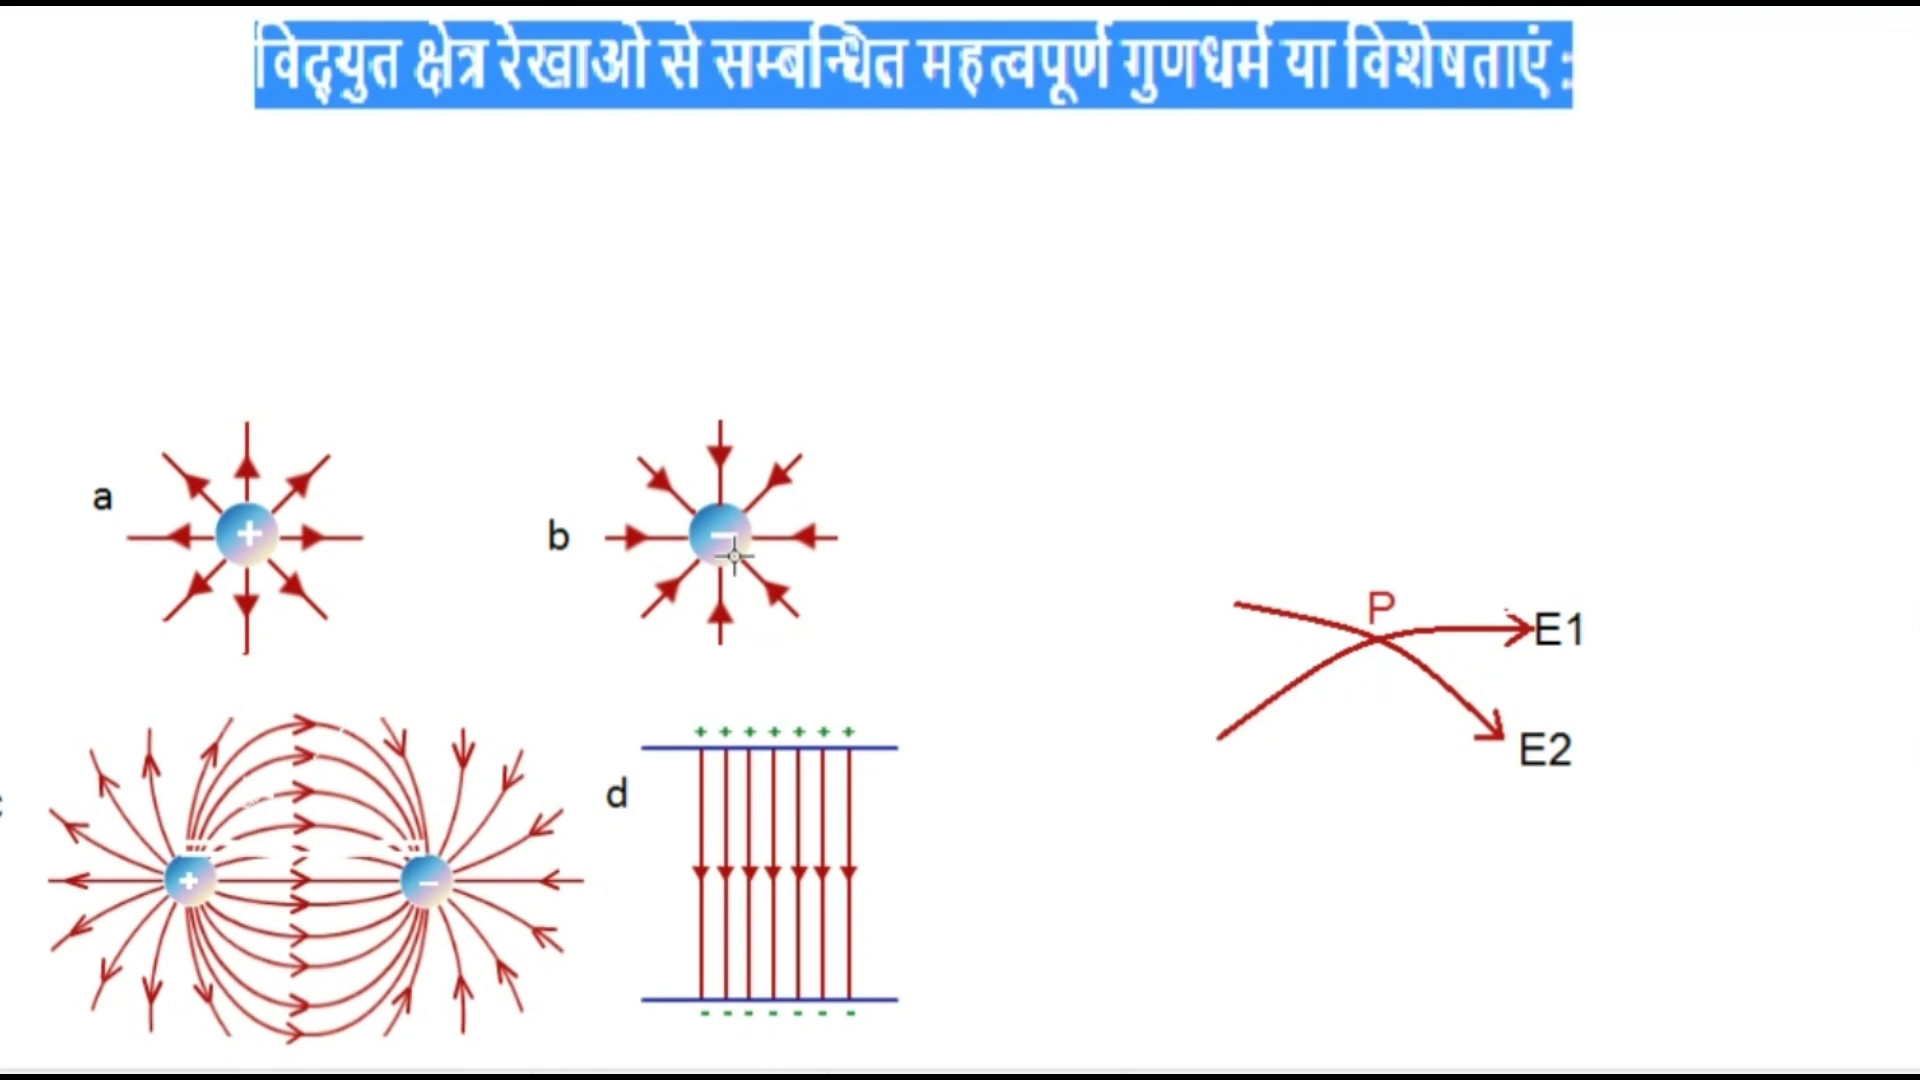 विद्युत क्षेत्र रेखाओ से सम्बन्धित महत्वपूर्ण गुणधर्म या विशेषताएं :
a
+
b
−
P
E1
E2
+ + + + + + +
d
+
−
- - - - - - -